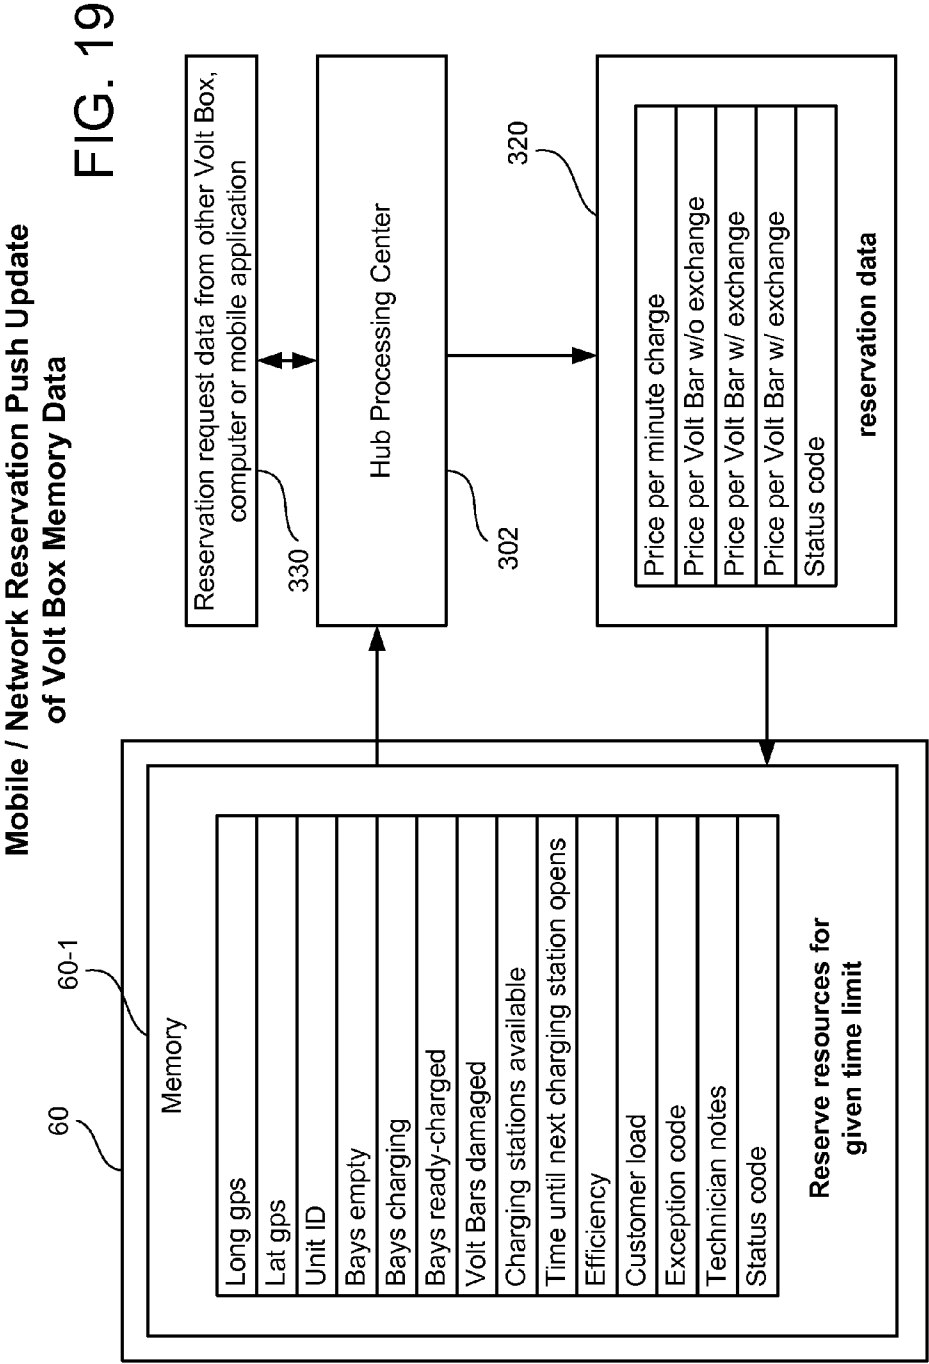 Mobile / Network Reservation Push Update
of Volt Box Memory Data
FIG. 19
60
60-1
Memory
Long gps
Lat gps
Unit ID
Bays empty
Bays charging
Bays ready-charged
Volt Bars damaged
Charging stations available
Time until next charging station opens
Efficiency
Customer load
Exception code
Technician notes
Status code
Reserve resources for
given time limit
Reservation request data from other Volt Box,
computer or mobile application
330
Hub Processing Center
302
320
Price per minute charge
Price per Volt Bar w/o exchange
Price per Volt Bar w/ exchange
Price per Volt Bar w/ exchange
Status code
reservation data